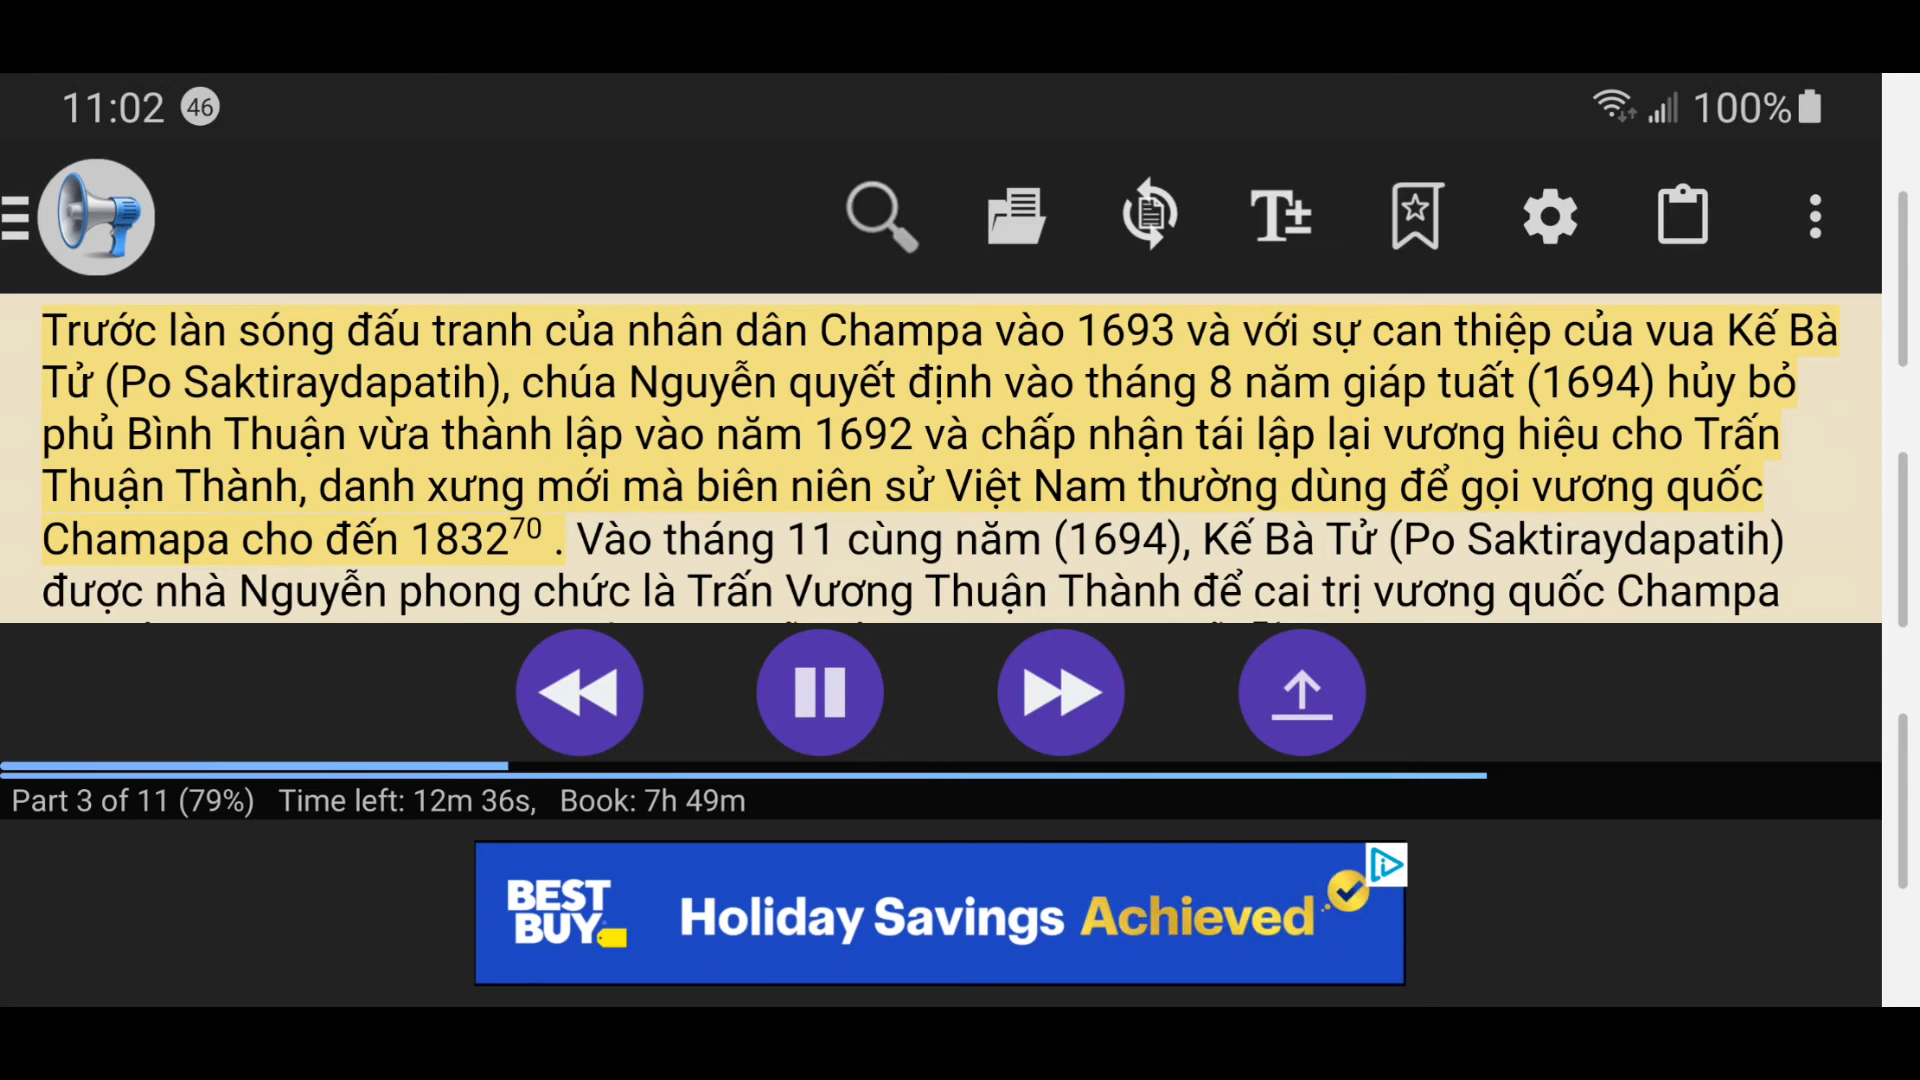 11:02 46 100%
T±
Trước làn sóng đấu tranh của nhân dân Champa vào 1693 và với sự can thiệp của vua Kế Bà
Tử (Po Saktiraydapatih), chúa Nguyễn quyết định vào tháng 8 năm giáp tuất (1694) hủy bỏ
phủ Bình Thuận vừa thành lập vào năm 1692 và chấp nhận tái lập lại vương hiệu cho Trấn
Thuận Thành, danh xưng mới mà biên niên sử Việt Nam thường dùng để gọi vương quốc
Chamapa cho đến 1832⁷⁰ . Vào tháng 11 cùng năm (1694), Kế Bà Tử (Po Saktiraydapatih)
được nhà Nguyễn phong chức là Trấn Vương Thuận Thành để cai trị vương quốc Champa
Part 3 of 11 (79%) Time left: 12m 36s, Book: 7h 49m
BEST BUY Holiday Savings Achieved